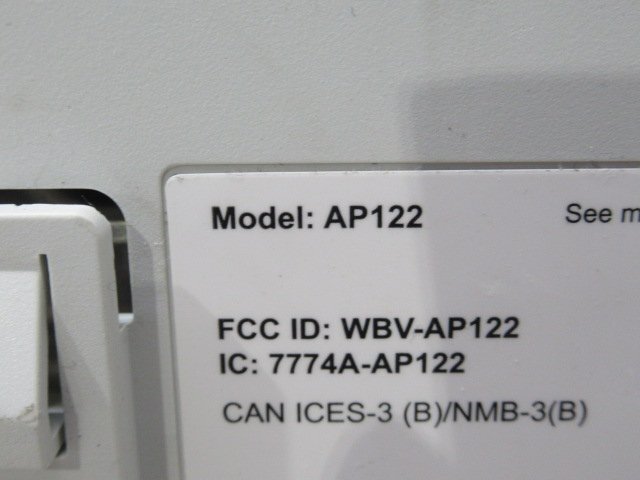 Model: AP122
See m
FCC ID: WBV-AP122
IC: 7774A-AP122
CAN ICES-3 (B)/NMB-3(B)